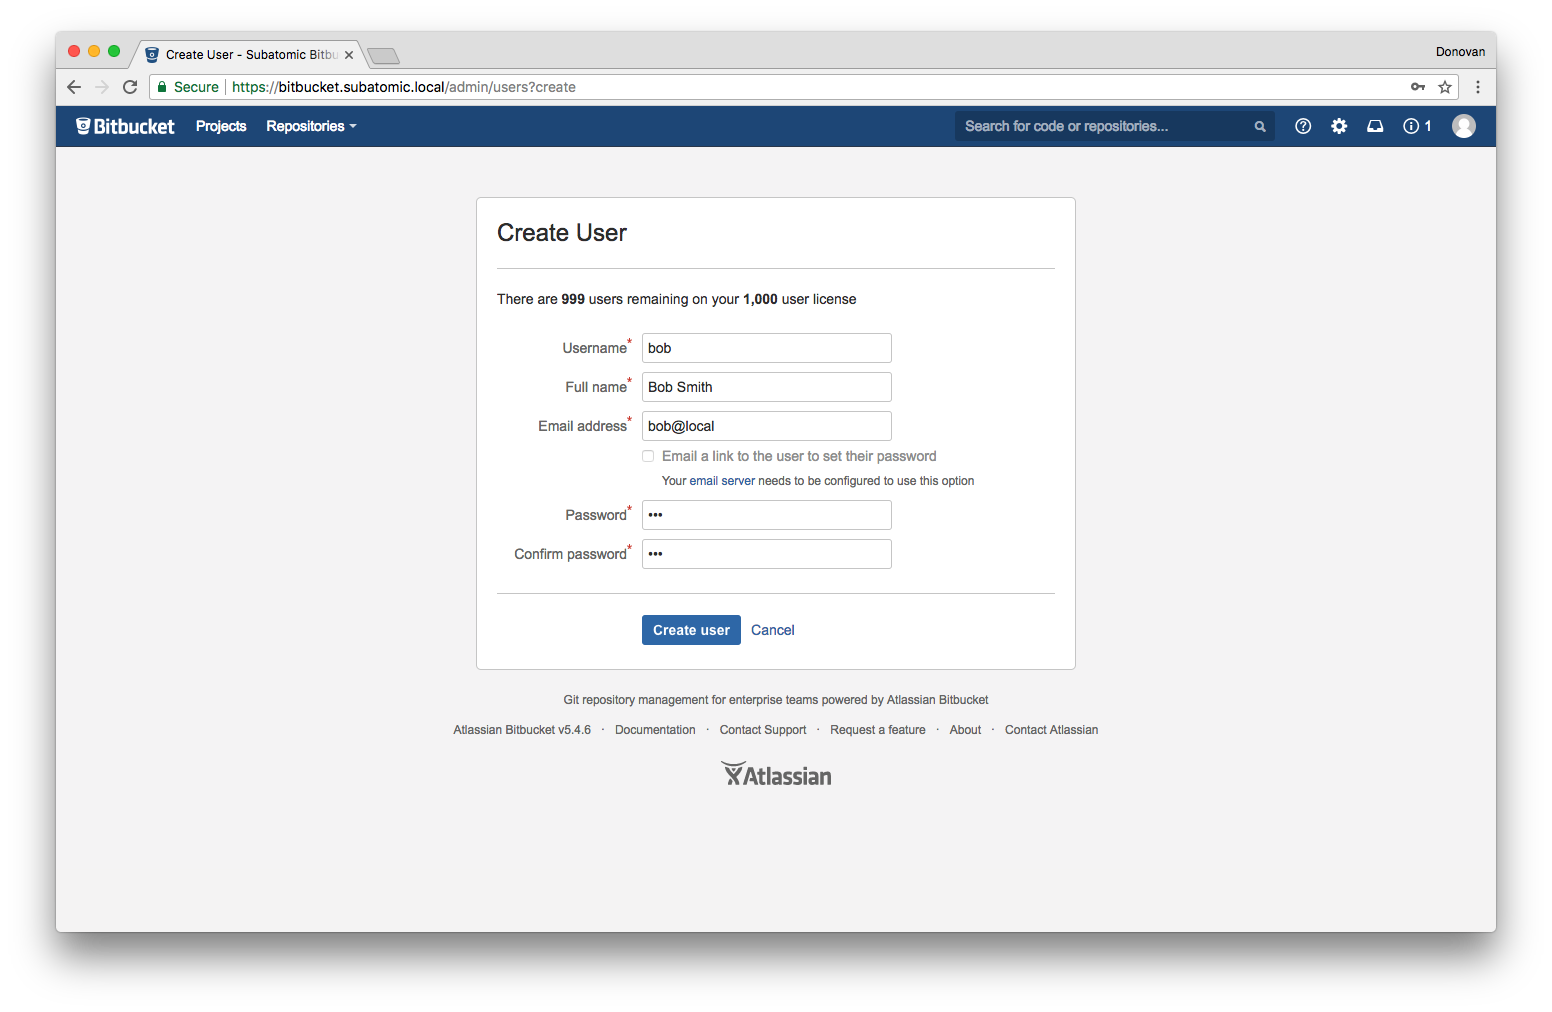 Create User - Subatomic Bitbu
Donovan
Secure
https://bitbucket.subatomic.local/admin/users?create
Bitbucket
Projects
Repositories
Search for code or repositories...
1
Create User
There are 999 users remaining on your 1,000 user license
Username*
bob
Full name*
Bob Smith
Email address*
bob@local
Email a link to the user to set their password
Your email server needs to be configured to use this option
Password*
•••
Confirm password*
•••
Create user
Cancel
Git repository management for enterprise teams powered by Atlassian Bitbucket
Atlassian Bitbucket v5.4.6 · Documentation · Contact Support · Request a feature · About · Contact Atlassian
Atlassian